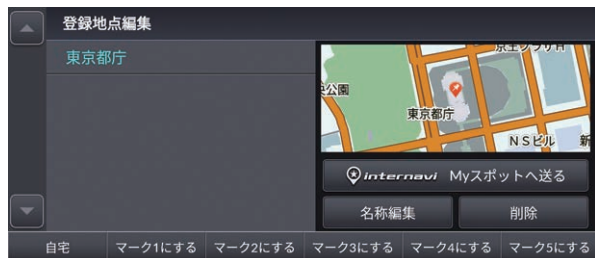 登録地点編集
東京都庁
京王プラザH
公園
東京都庁
NSビル
新
internavi Myスポットへ送る
名称編集
削除
自宅
マーク1にする
マーク2にする
マーク3にする
マーク4にする
マーク5にする